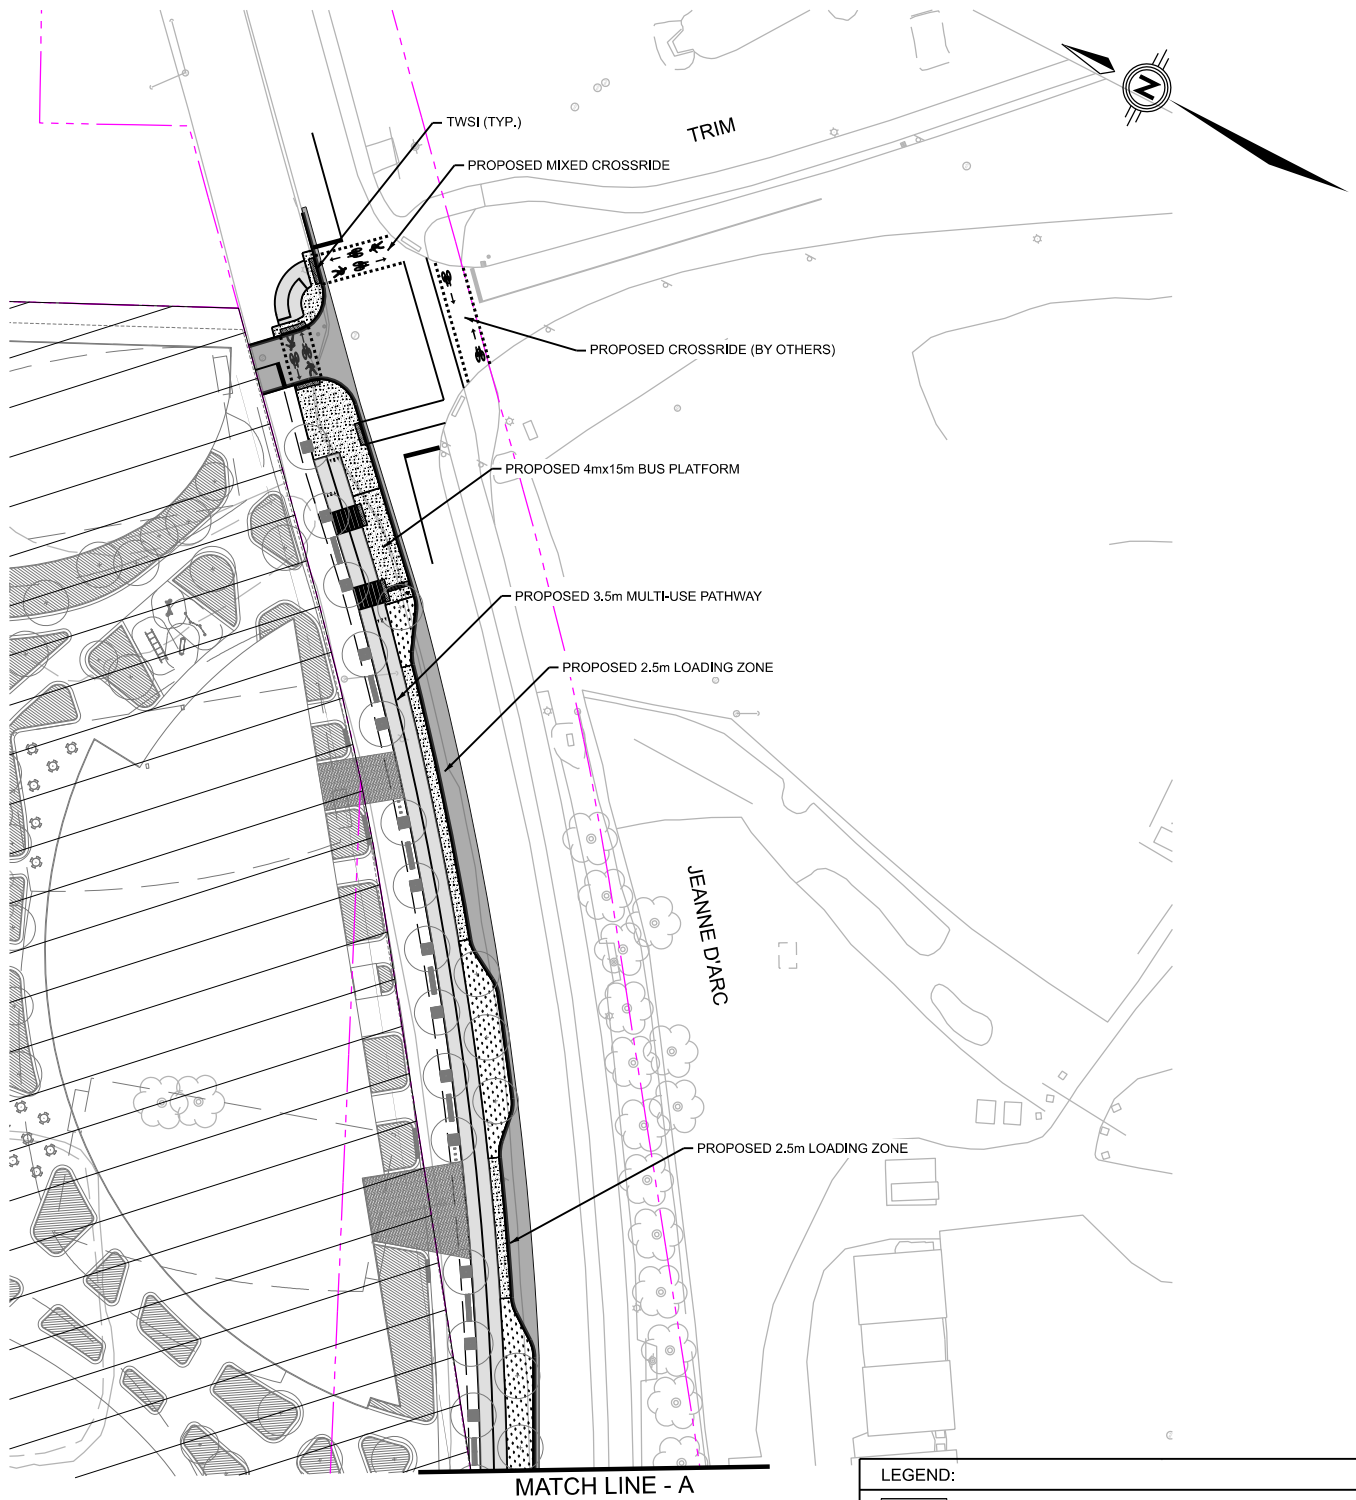 N
TWSI (TYP.)
TRIM
PROPOSED MIXED CROSSRIDE
PROPOSED CROSSRIDE (BY OTHERS)
PROPOSED 4mx15m BUS PLATFORM
PROPOSED 3.5m MULTI-USE PATHWAY
PROPOSED 2.5m LOADING ZONE
JEANNE D'ARC
PROPOSED 2.5m LOADING ZONE
MATCH LINE - A
LEGEND: